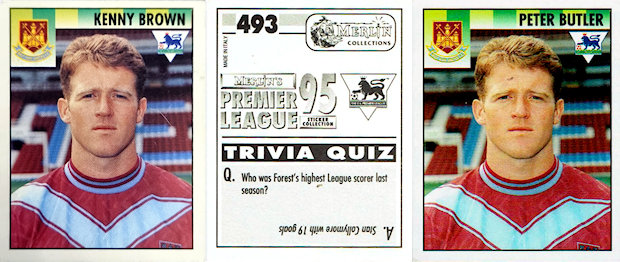 KENNY BROWN
MADE IN ITALY
493
MERLIN
COLLECTIONS
MERLIN'S
PREMIER
LEAGUE
95
STICKER
COLLECTION
TRIVIA QUIZ
Q. Who was Forest's highest League scorer last
season?
A. Stan Collymore with 19 goals
PETER BUTLER